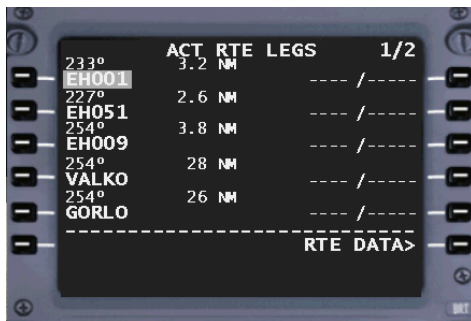 ACT RTE LEGS 1/2
233° 3.2 NM
EH001 ---- /-----
227° 2.6 NM
EH051 ---- /-----
254° 3.8 NM
EH009 ---- /-----
254° 28 NM
VALKO ---- /-----
254° 26 NM
GORLO ---- /-----
--------------------------------
RTE DATA>
BRT